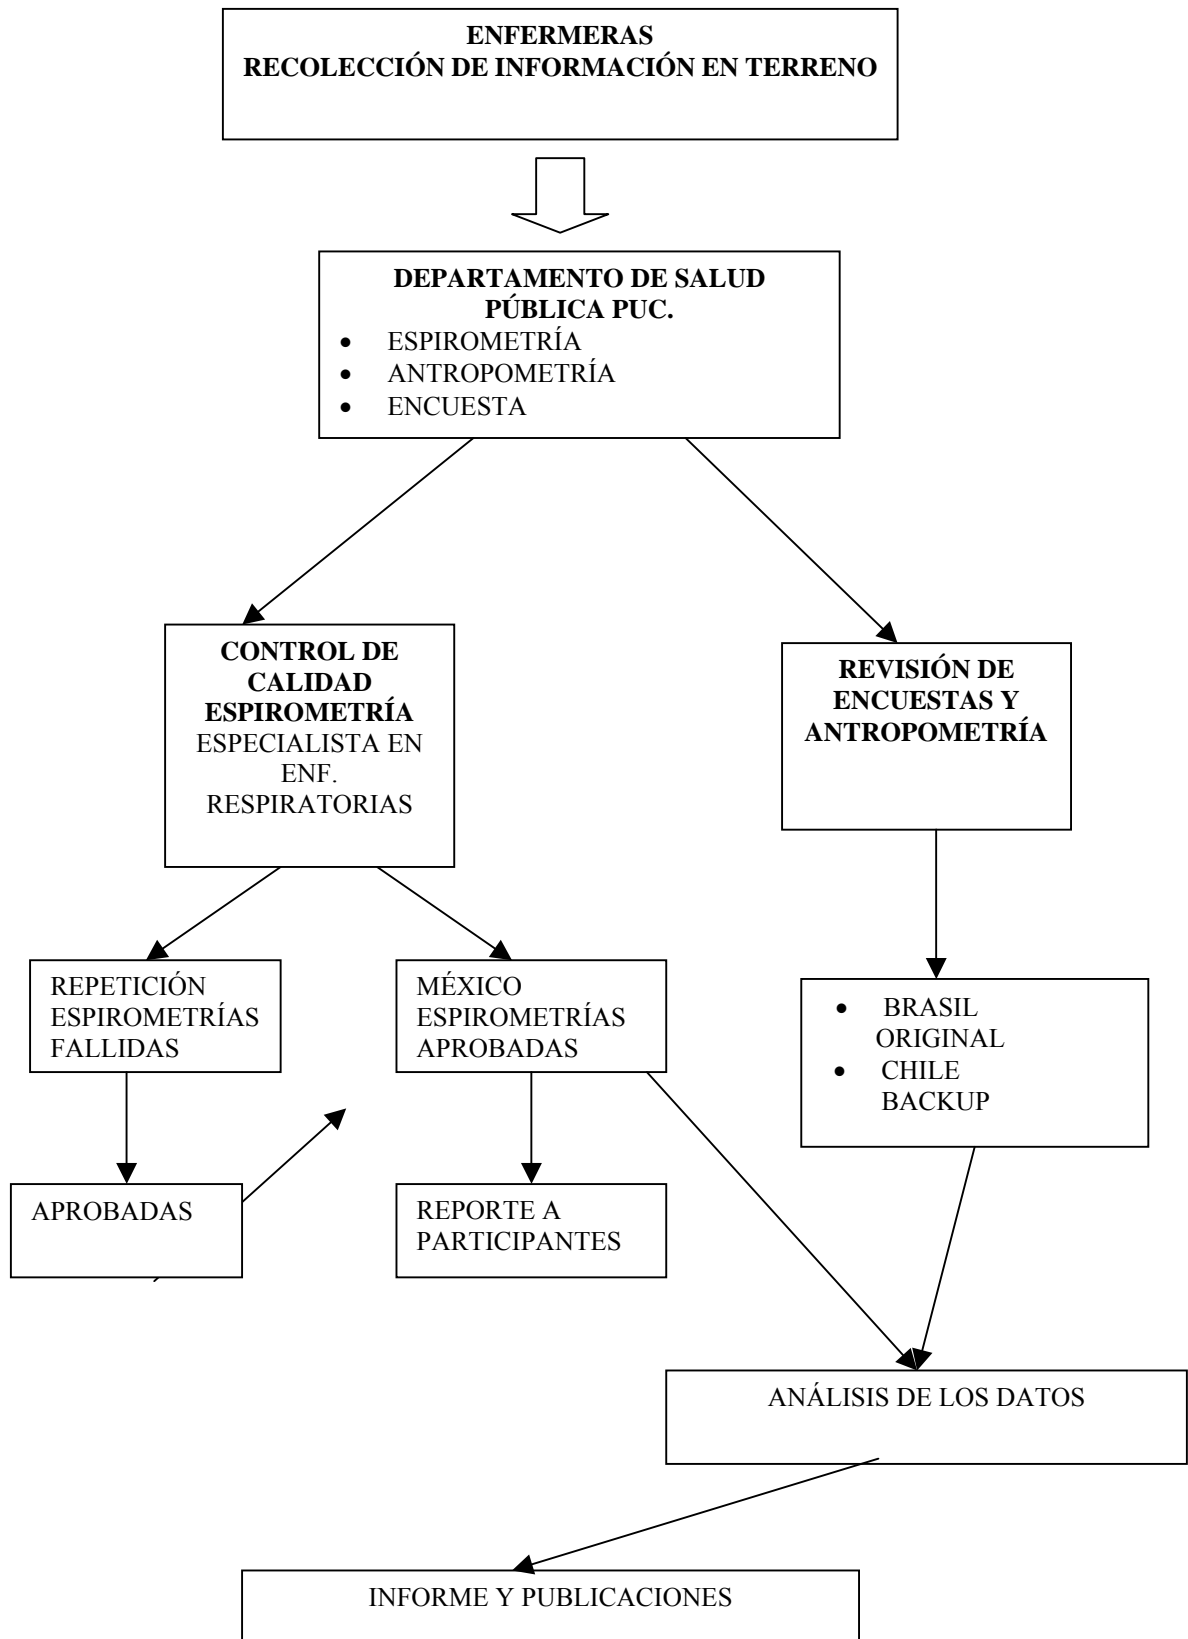 ENFERMERAS
RECOLECCIÓN DE INFORMACIÓN EN TERRENO
DEPARTAMENTO DE SALUD
PÚBLICA PUC.
• ESPIROMETRÍA
• ANTROPOMETRÍA
• ENCUESTA
CONTROL DE
CALIDAD
ESPIROMETRÍA
ESPECIALISTA EN
ENF.
RESPIRATORIAS
REVISIÓN DE
ENCUESTAS Y
ANTROPOMETRÍA
REPETICIÓN
ESPIROMETRÍAS
FALLIDAS
MÉXICO
ESPIROMETRÍAS
APROBADAS
• BRASIL
ORIGINAL
• CHILE
BACKUP
APROBADAS
REPORTE A
PARTICIPANTES
ANÁLISIS DE LOS DATOS
INFORME Y PUBLICACIONES